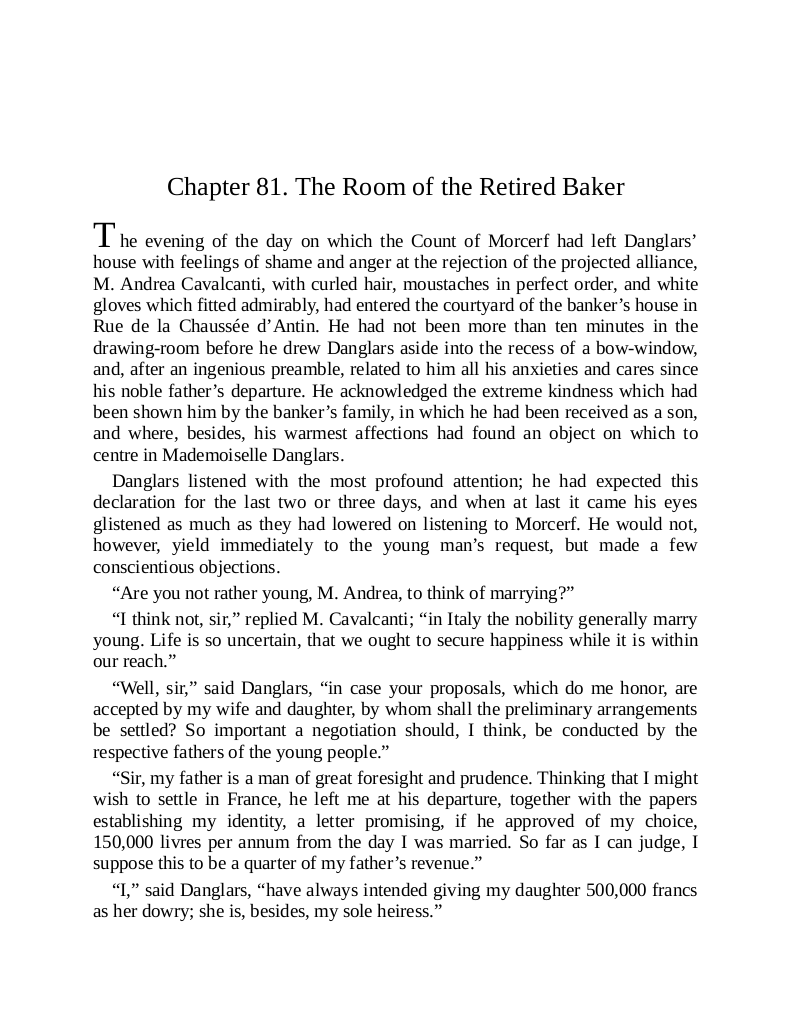 Chapter 81. The Room of the Retired Baker
The evening of the day on which the Count of Morcerf had left Danglars’
house with feelings of shame and anger at the rejection of the projected alliance,
M. Andrea Cavalcanti, with curled hair, moustaches in perfect order, and white
gloves which fitted admirably, had entered the courtyard of the banker’s house in
Rue de la Chaussée d’Antin. He had not been more than ten minutes in the
drawing-room before he drew Danglars aside into the recess of a bow-window,
and, after an ingenious preamble, related to him all his anxieties and cares since
his noble father’s departure. He acknowledged the extreme kindness which had
been shown him by the banker’s family, in which he had been received as a son,
and where, besides, his warmest affections had found an object on which to
centre in Mademoiselle Danglars.
Danglars listened with the most profound attention; he had expected this
declaration for the last two or three days, and when at last it came his eyes
glistened as much as they had lowered on listening to Morcerf. He would not,
however, yield immediately to the young man’s request, but made a few
conscientious objections.
“Are you not rather young, M. Andrea, to think of marrying?”
“I think not, sir,” replied M. Cavalcanti; “in Italy the nobility generally marry
young. Life is so uncertain, that we ought to secure happiness while it is within
our reach.”
“Well, sir,” said Danglars, “in case your proposals, which do me honor, are
accepted by my wife and daughter, by whom shall the preliminary arrangements
be settled? So important a negotiation should, I think, be conducted by the
respective fathers of the young people.”
“Sir, my father is a man of great foresight and prudence. Thinking that I might
wish to settle in France, he left me at his departure, together with the papers
establishing my identity, a letter promising, if he approved of my choice,
150,000 livres per annum from the day I was married. So far as I can judge, I
suppose this to be a quarter of my father’s revenue.”
“I,” said Danglars, “have always intended giving my daughter 500,000 francs
as her dowry; she is, besides, my sole heiress.”